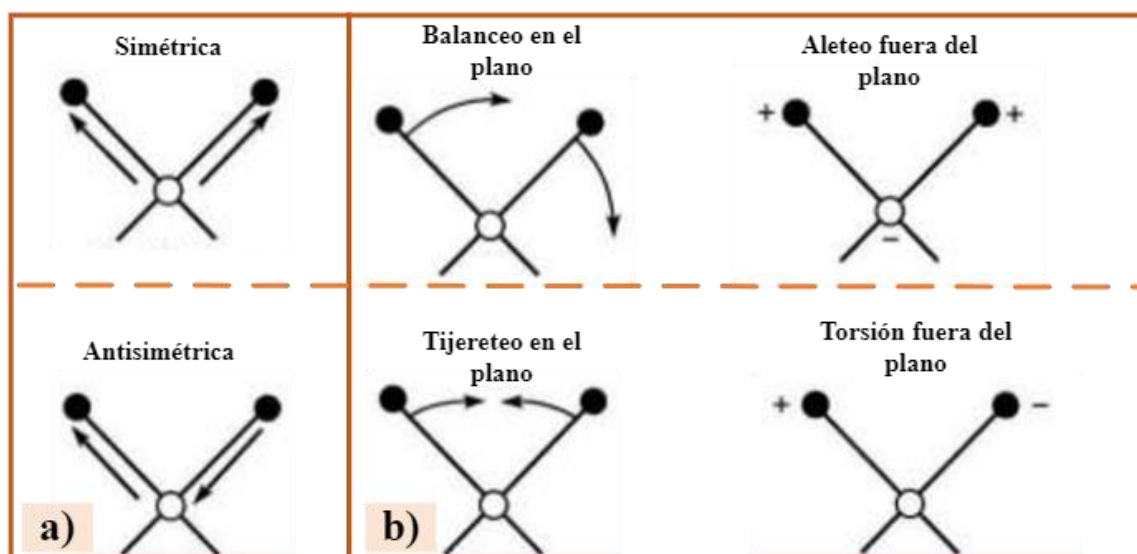 Simétrica
Balanceo en el
plano
Aleteo fuera del
plano
+
+
−
Antisimétrica
Tijereteo en el
plano
Torsión fuera del
plano
+
−
a)
b)